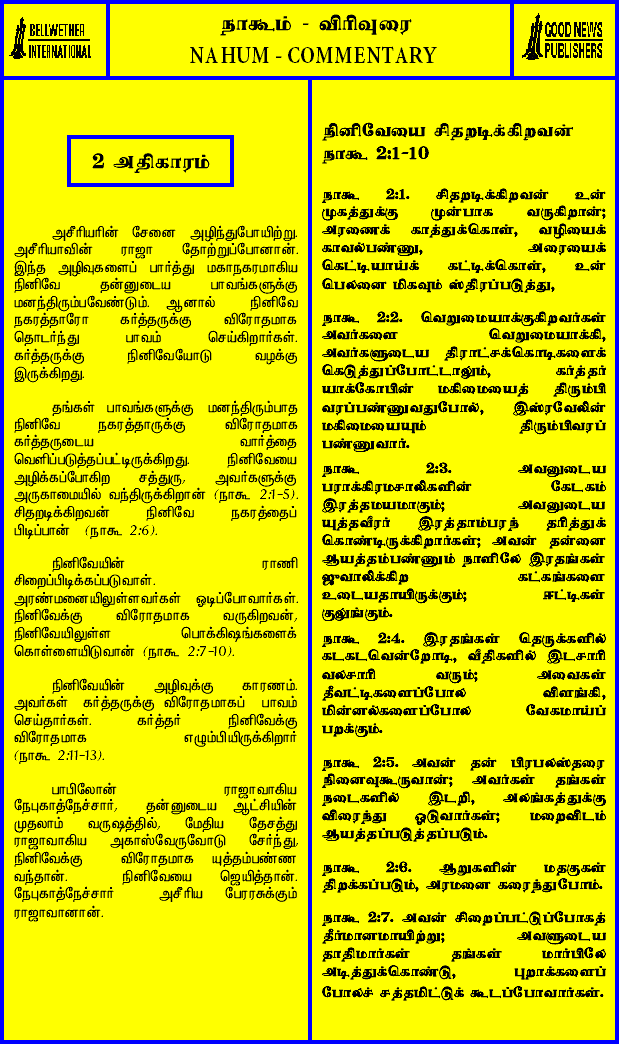 BELLWETHER
INTERNATIONAL
நாகூம் - விரிவுரை
NAHUM - COMMENTARY
GOOD NEWS
PUBLISHERS
2 அதிகாரம்
அசீரியரின் சேனை அழிந்துபோயிற்று.
அசீரியாவின் ராஜா தோற்றுப்போனான்.
இந்த அழிவுகளைப் பார்த்து மகாநகரமாகிய
நினிவே தன்னுடைய பாவங்களுக்கு
மனந்திரும்பவேண்டும். ஆனால் நினிவே
நகரத்தாரோ கர்த்தருக்கு விரோதமாக
தொடர்ந்து பாவம் செய்கிறார்கள்.
கர்த்தருக்கு நினிவேயோடு வழக்கு
இருக்கிறது.
தங்கள் பாவங்களுக்கு மனந்திரும்பாத
நினிவே நகரத்தாருக்கு விரோதமாக
கர்த்தருடைய வார்த்தை
வெளிப்படுத்தப்பட்டிருக்கிறது. நினிவேயை
அழிக்கப்போகிற சத்துரு, அவர்களுக்கு
அருகாமையில் வந்திருக்கிறான் (நாகூ 2:1-5).
சிதறடிக்கிறவன் நினிவே நகரத்தைப்
பிடிப்பான் (நாகூ 2:6).
நினிவேயின் ராணி
சிறைப்பிடிக்கப்படுவாள்.
அரண்மனையிலுள்ளவர்கள் ஓடிப்போவார்கள்.
நினிவேக்கு விரோதமாக வருகிறவன்,
நினிவேயிலுள்ள பொக்கிஷங்களைக்
கொள்ளையிடுவான் (நாகூ 2:7-10).
நினிவேயின் அழிவுக்கு காரணம்.
அவர்கள் கர்த்தருக்கு விரோதமாகப் பாவம்
செய்தார்கள். கர்த்தர் நினிவேக்கு
விரோதமாக எழும்பியிருக்கிறார்
(நாகூ 2:11-13).
பாபிலோன் ராஜாவாகிய
நேபுகாத்நேச்சார், தன்னுடைய ஆட்சியின்
முதலாம் வருஷத்தில், மேதிய தேசத்து
ராஜாவாகிய அகாஸ்வேருவோடு சேர்ந்து,
நினிவேக்கு விரோதமாக யுத்தம்பண்ண
வந்தான். நினிவேயை ஜெயித்தான்.
நேபுகாத்நேச்சார் அசீரிய பேரரசுக்கும்
ராஜாவானான்.
நினிவேயை சிதறடிக்கிறவன்
நாகூ 2:1-10
நாகூ 2:1. சிதறடிக்கிறவன் உன்
முகத்துக்கு முன்பாக வருகிறான்;
அரணைக் காத்துக்கொள், வழியைக்
காவல்பண்ணு, அரையைக்
கெட்டியாய்க் கட்டிக்கொள், உன்
பெலனை மிகவும் ஸ்திரப்படுத்து,
நாகூ 2:2. வெறுமையாக்குகிறவர்கள்
அவர்களை வெறுமையாக்கி,
அவர்களுடைய திராட்சக்கொடிகளைக்
கெடுத்துப்போட்டாலும், கர்த்தர்
யாக்கோபின் மகிமையைத் திரும்பி
வரப்பண்ணுவதுபோல், இஸ்ரவேலின்
மகிமையையும் திரும்பிவரப்
பண்ணுவார்.
நாகூ 2:3. அவனுடைய
பராக்கிரமசாலிகளின் கேடகம்
இரத்தமயமாகும்; அவனுடைய
யுத்தவீரர் இரத்தாம்பரந் தரித்துக்
கொண்டிருக்கிறார்கள்; அவன் தன்னை
ஆயத்தம்பண்ணும் நாளிலே இரதங்கள்
ஜுவாலிக்கிற கட்கங்களை
உடையதாயிருக்கும்; ஈட்டிகள்
குலுங்கும்.
நாகூ 2:4. இரதங்கள் தெருக்களில்
கடகடவென்றோடி, வீதிகளில் இடசாரி
வலசாரி வரும்; அவைகள்
தீவட்டிகளைப்போல விளங்கி,
மின்னல்களைப்போல வேகமாய்ப்
பறக்கும்.
நாகூ 2:5. அவன் தன் பிரபலஸ்தரை
நினைவுகூருவான்; அவர்கள் தங்கள்
நடைகளில் இடறி, அலங்கத்துக்கு
விரைந்து ஓடுவார்கள்; மறைவிடம்
ஆயத்தப்படுத்தப்படும்.
நாகூ 2:6. ஆறுகளின் மதகுகள்
திறக்கப்படும், அரமனை கரைந்துபோம்.
நாகூ 2:7. அவன் சிறைப்பட்டுப்போகத்
தீர்மானமாயிற்று; அவளுடைய
தாதிமார்கள் தங்கள் மார்பிலே
அடித்துக்கொண்டு, புறாக்களைப்
போலச் சத்தமிட்டுக் கூடப்போவார்கள்.